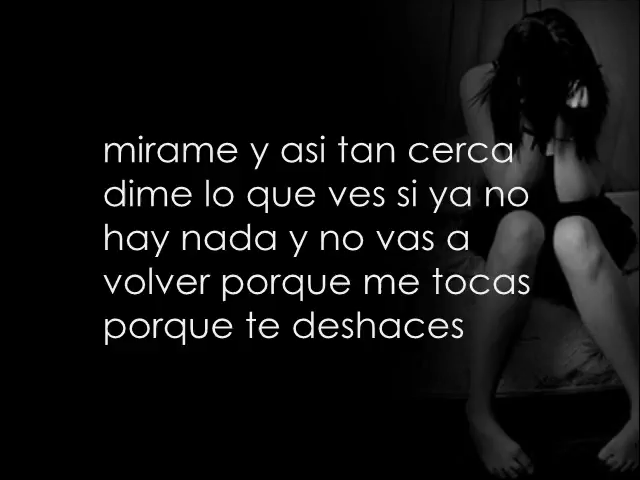 mirame y asi tan cerca
dime lo que ves si ya no
hay nada y no vas a
volver porque me tocas
porque te deshaces